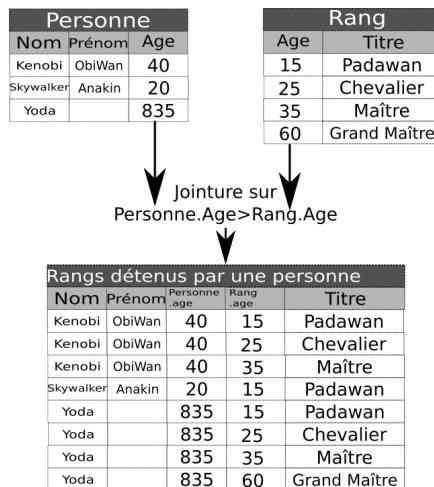 Personne
Nom Prénom Age
Kenobi ObiWan 40
Skywalker Anakin 20
Yoda 835
Rang
Age Titre
15 Padawan
25 Chevalier
35 Maître
60 Grand Maître
Jointure sur
Personne.Age>Rang.Age
Rangs détenus par une personne
Nom Prénom Personne.age Rang.age Titre
Kenobi ObiWan 40 15 Padawan
Kenobi ObiWan 40 25 Chevalier
Kenobi ObiWan 40 35 Maître
Skywalker Anakin 20 15 Padawan
Yoda 835 15 Padawan
Yoda 835 25 Chevalier
Yoda 835 35 Maître
Yoda 835 60 Grand Maître